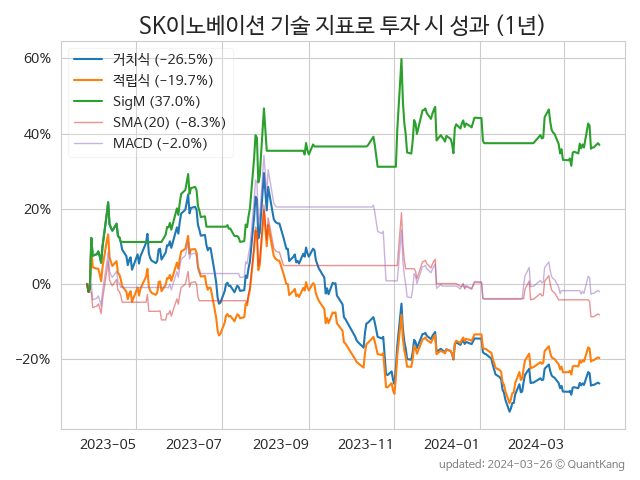 SK이노베이션 기술 지표로 투자 시 성과 (1년)
60%
40%
20%
0%
−20%
거치식 (−26.5%)
적립식 (−19.7%)
SigM (37.0%)
SMA(20) (−8.3%)
MACD (−2.0%)
2023-05 2023-07 2023-09 2023-11 2024-01 2024-03
updated: 2024-03-26 © QuantKang